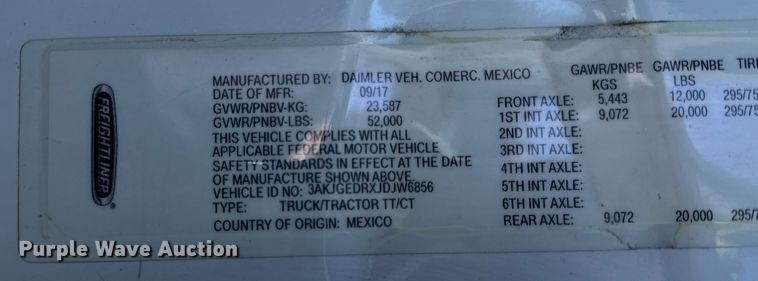 FREIGHTLINER
MANUFACTURED BY: DAIMLER VEH. COMERC. MEXICO
DATE OF MFR: 09/17
GVWR/PNBV-KG: 23,587
GVWR/PNBV-LBS: 52,000
THIS VEHICLE COMPLIES WITH ALL
APPLICABLE FEDERAL MOTOR VEHICLE
SAFETY STANDARDS IN EFFECT AT THE DATE
OF MANUFACTURE SHOWN ABOVE.
VEHICLE ID NO: 3AKJGEDRXJDJW6856
TYPE: TRUCK/TRACTOR TT/CT
COUNTRY OF ORIGIN: MEXICO
GAWR/PNBE GAWR/PNBE TIRE
KGS LBS
FRONT AXLE: 5,443 12,000 295/75
1ST INT AXLE: 9,072 20,000 295/75
2ND INT AXLE:
3RD INT AXLE:
4TH INT AXLE:
5TH INT AXLE:
6TH INT AXLE:
REAR AXLE: 9,072 20,000 295/7
Purple Wave Auction